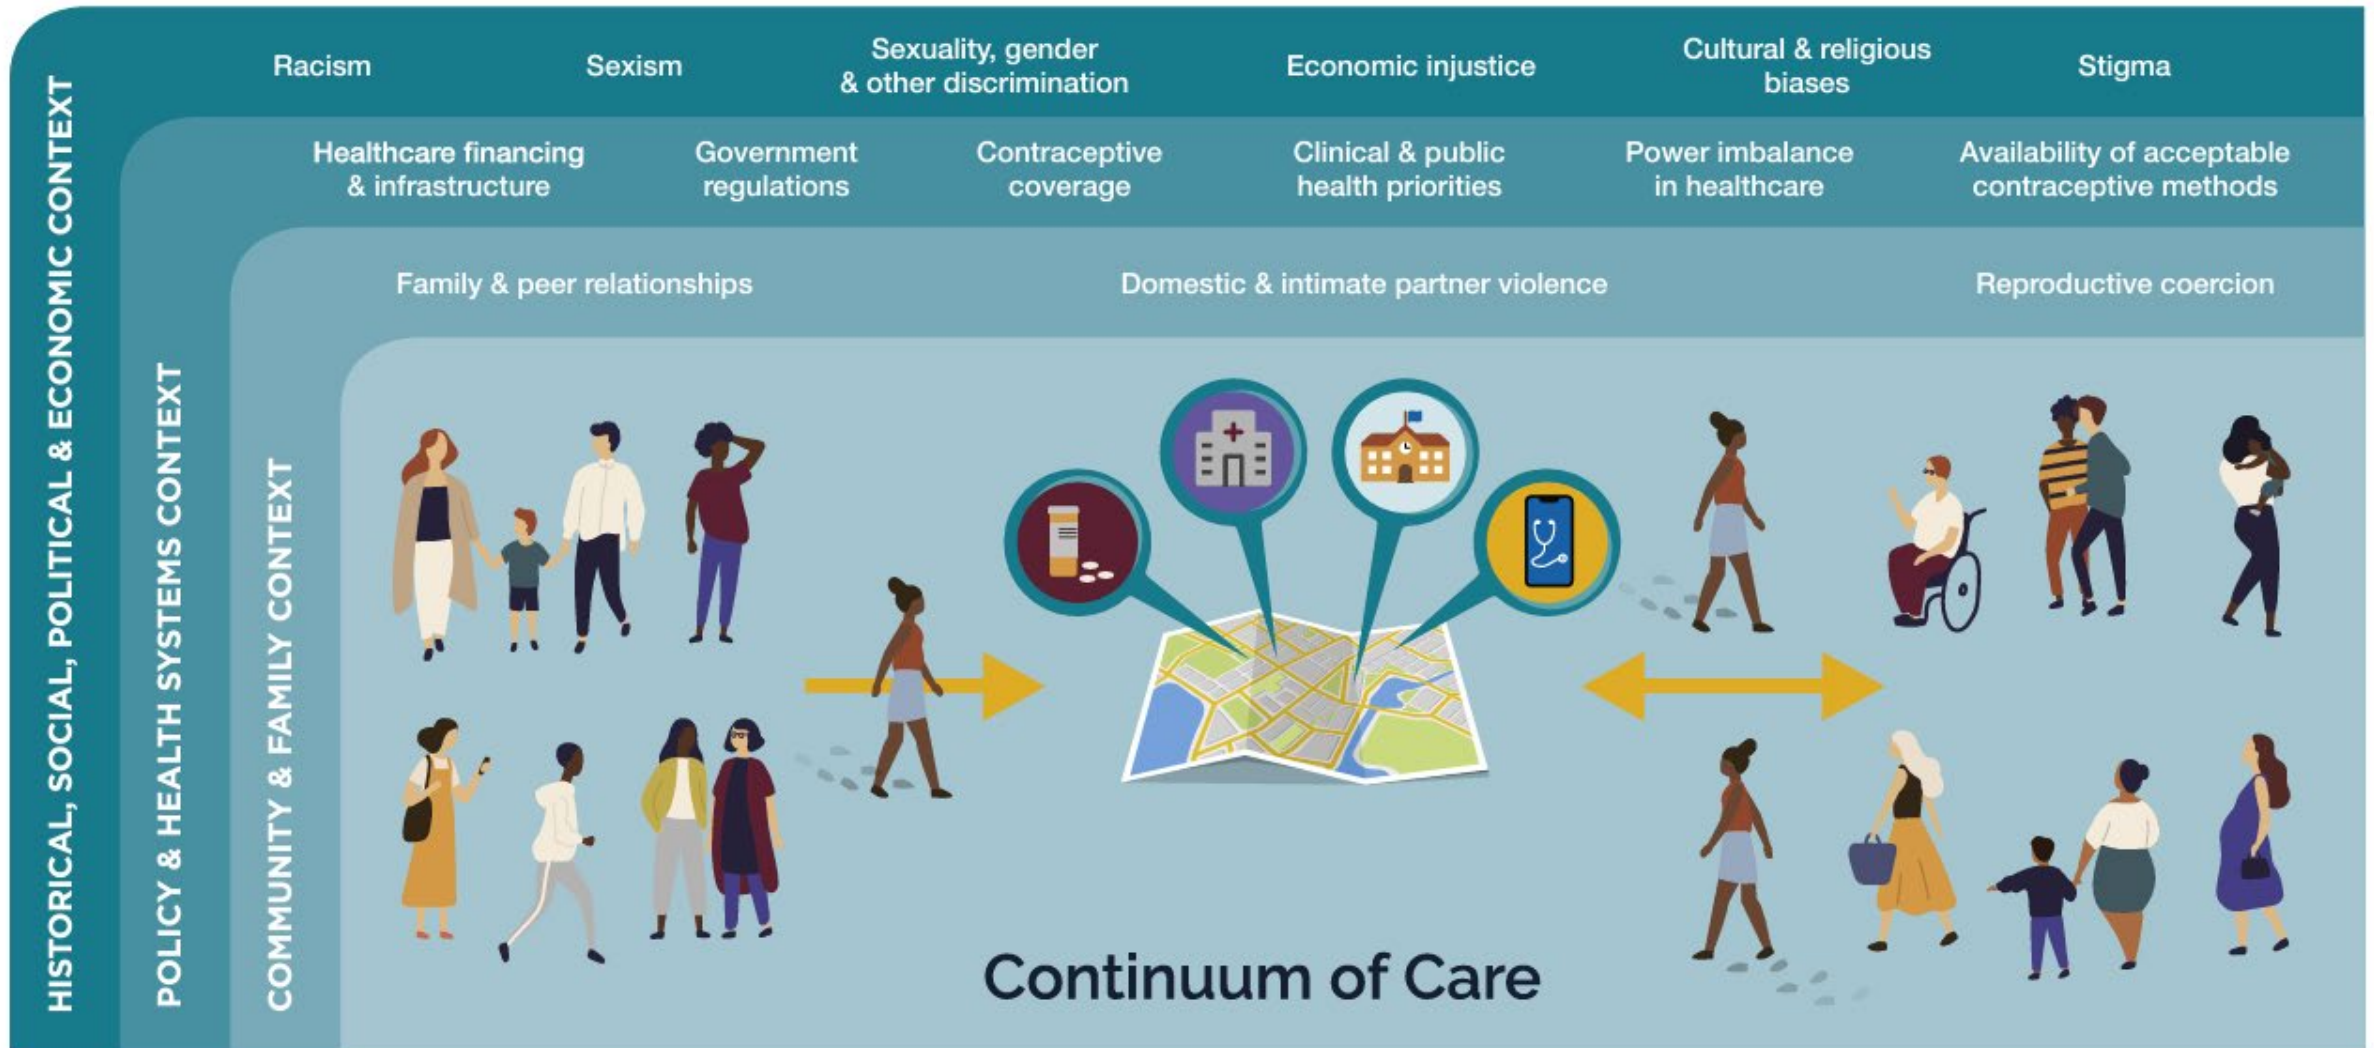 HISTORICAL, SOCIAL, POLITICAL & ECONOMIC CONTEXT
Racism
Sexism
Sexuality, gender
& other discrimination
Economic injustice
Cultural & religious
biases
Stigma
POLICY & HEALTH SYSTEMS CONTEXT
Healthcare financing
& infrastructure
Government
regulations
Contraceptive
coverage
Clinical & public
health priorities
Power imbalance
in healthcare
Availability of acceptable
contraceptive methods
COMMUNITY & FAMILY CONTEXT
Family & peer relationships
Domestic & intimate partner violence
Reproductive coercion
Continuum of Care